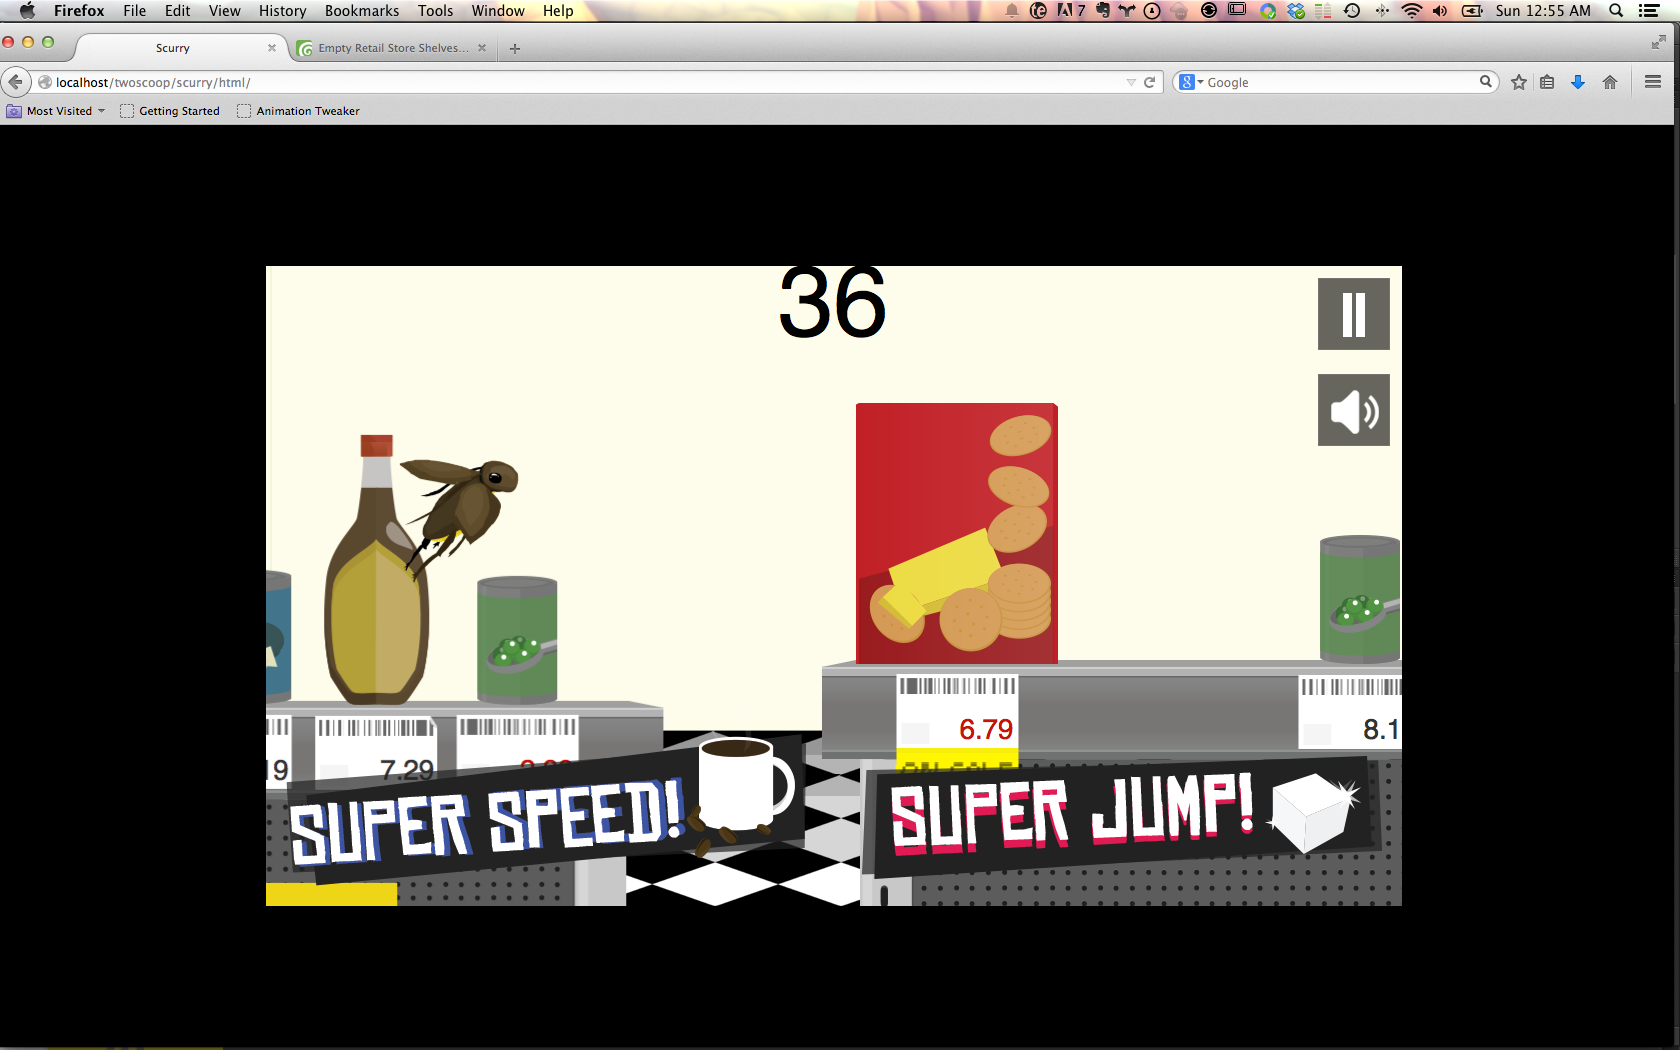 Firefox File Edit View History Bookmarks Tools Window Help
7
Sun 12:55 AM
Scurry
Empty Retail Store Shelves...
localhost/twoscoop/scurry/html/
Google
Most Visited
Getting Started
Animation Tweaker
36
19
7.29
6.79
8.1
SUPER SPEED!
SUPER JUMP!